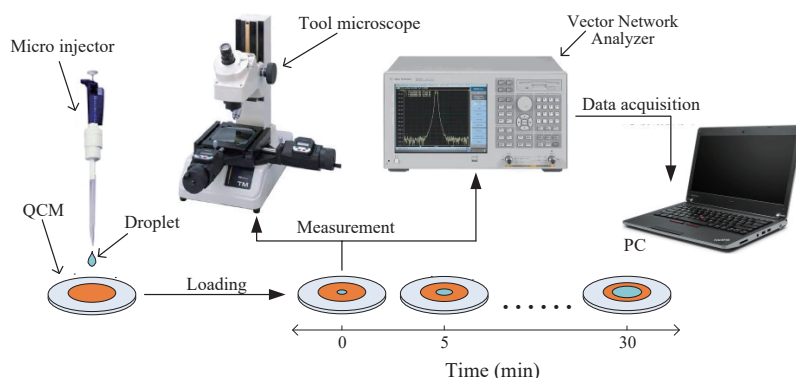 Micro injector
Tool microscope
Vector Network
Analyzer
Data acquisition
TM
QCM
Droplet
Measurement
PC
Loading
0
5
30
Time (min)